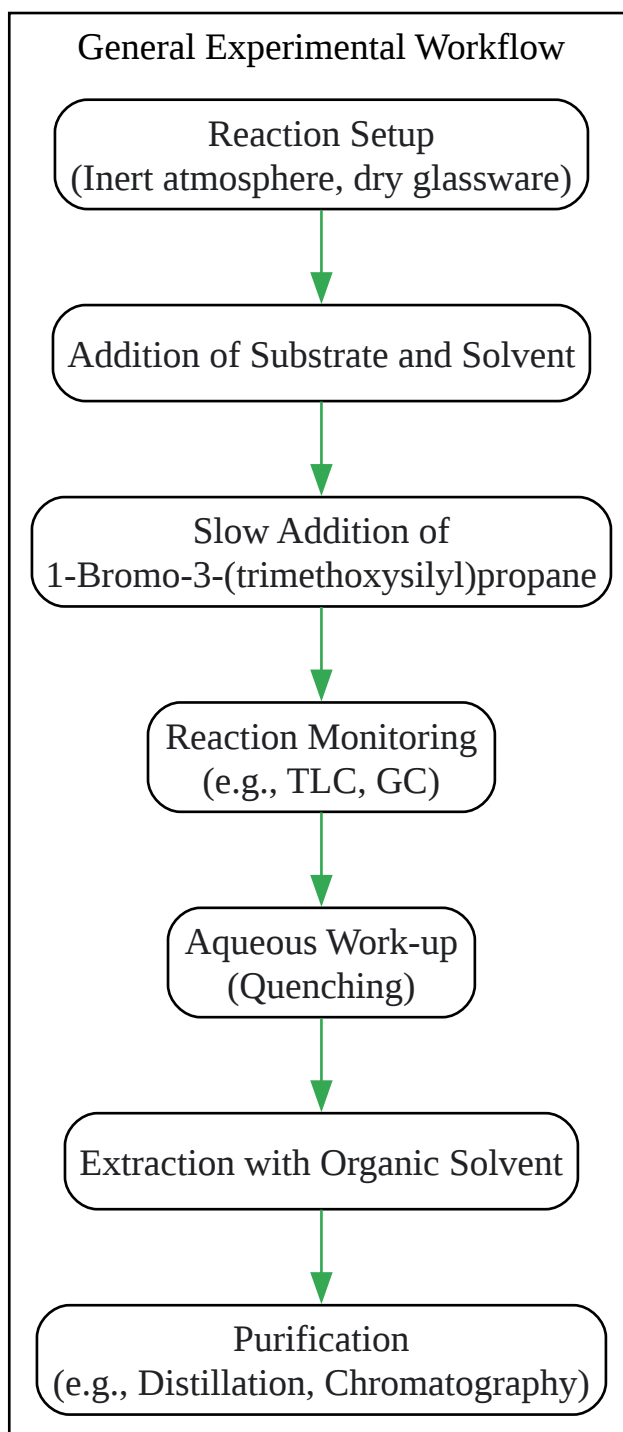 General Experimental Workflow
Reaction Setup
(Inert atmosphere, dry glassware)
Addition of Substrate and Solvent
Slow Addition of
1-Bromo-3-(trimethoxysilyl)propane
Reaction Monitoring
(e.g., TLC, GC)
Aqueous Work-up
(Quenching)
Extraction with Organic Solvent
Purification
(e.g., Distillation, Chromatography)